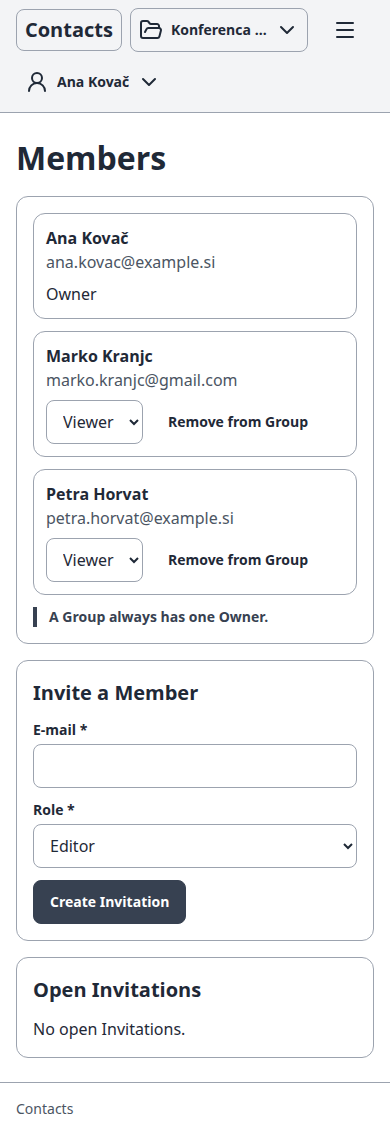 Contacts
Konferenca ...
Ana Kovač
Members
Ana Kovač
ana.kovac@example.si
Owner
Marko Kranjc
marko.kranjc@gmail.com
Viewer Remove from Group
Petra Horvat
petra.horvat@example.si
Viewer Remove from Group
A Group always has one Owner.
Invite a Member
E-mail *
Role *
Editor
Create Invitation
Open Invitations
No open Invitations.
Contacts